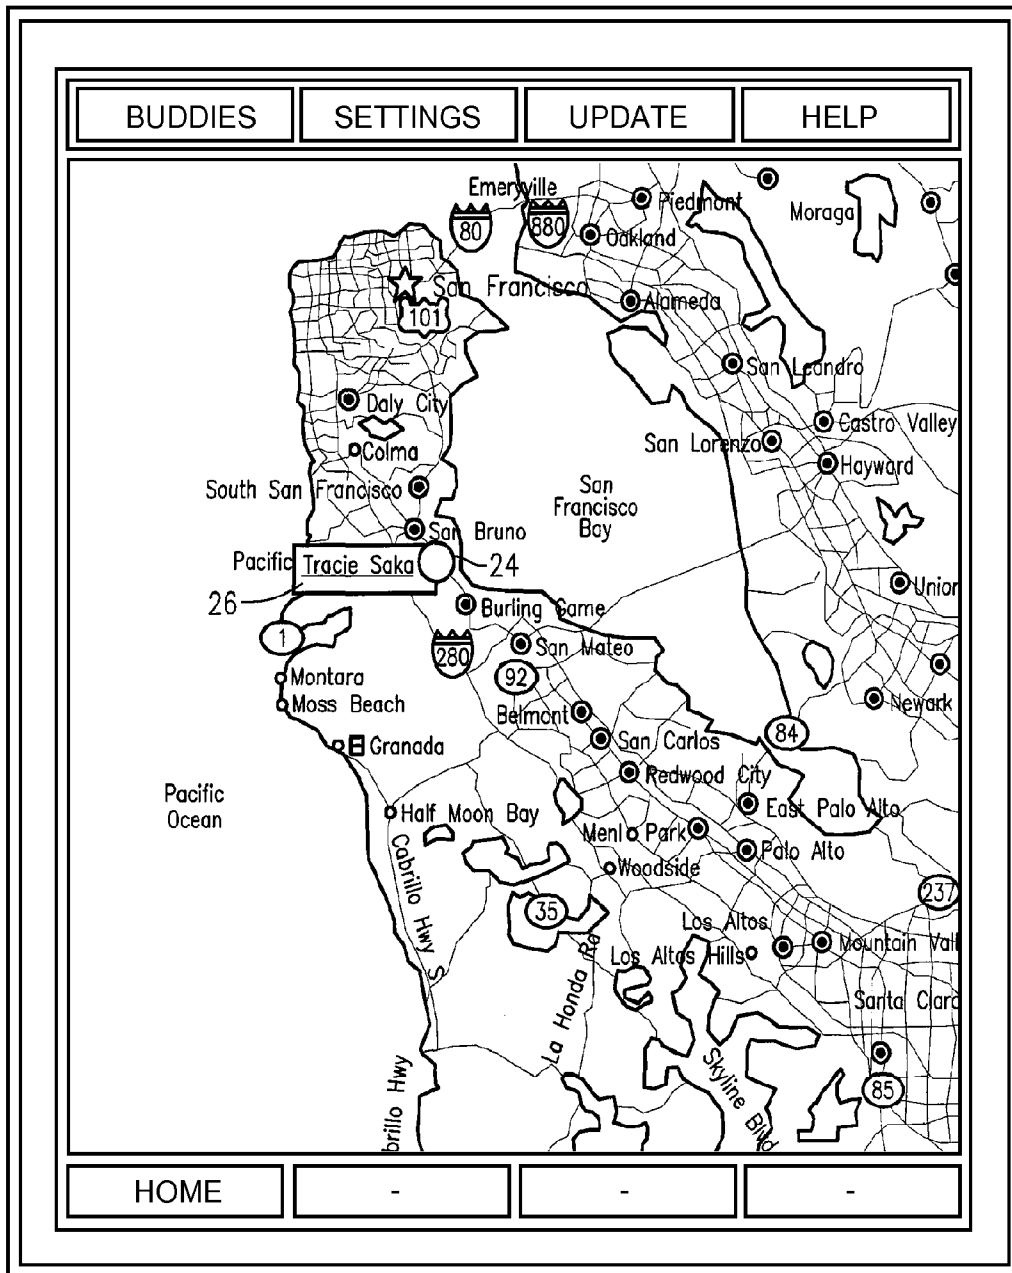 BUDDIES
SETTINGS
UPDATE
HELP
Emeryville
Piedmont
Moraga
80
880
Oakland
San Francisco
Alameda
101
San Leandro
Daly City
Castro Valley
San Lorenzo
Colma
Hayward
South San Francisco
San
Francisco
Bay
San Bruno
Pacific
Tracie Saka
24
Union
26
Burling Game
1
280
San Mateo
92
Montara
Moss Beach
Newark
Belmont
84
San Carlos
Granada
Redwood City
Pacific
Ocean
East Palo Alto
Half Moon Bay
Menl Park
Palo Alto
Woodside
Cabrillo Hwy S
237
35
Los Altos
Mountain Vall
Los Altos Hills
La Honda Rd
Santa Clara
Skyline Blvd
85
brillo Hwy
HOME
-
-
-